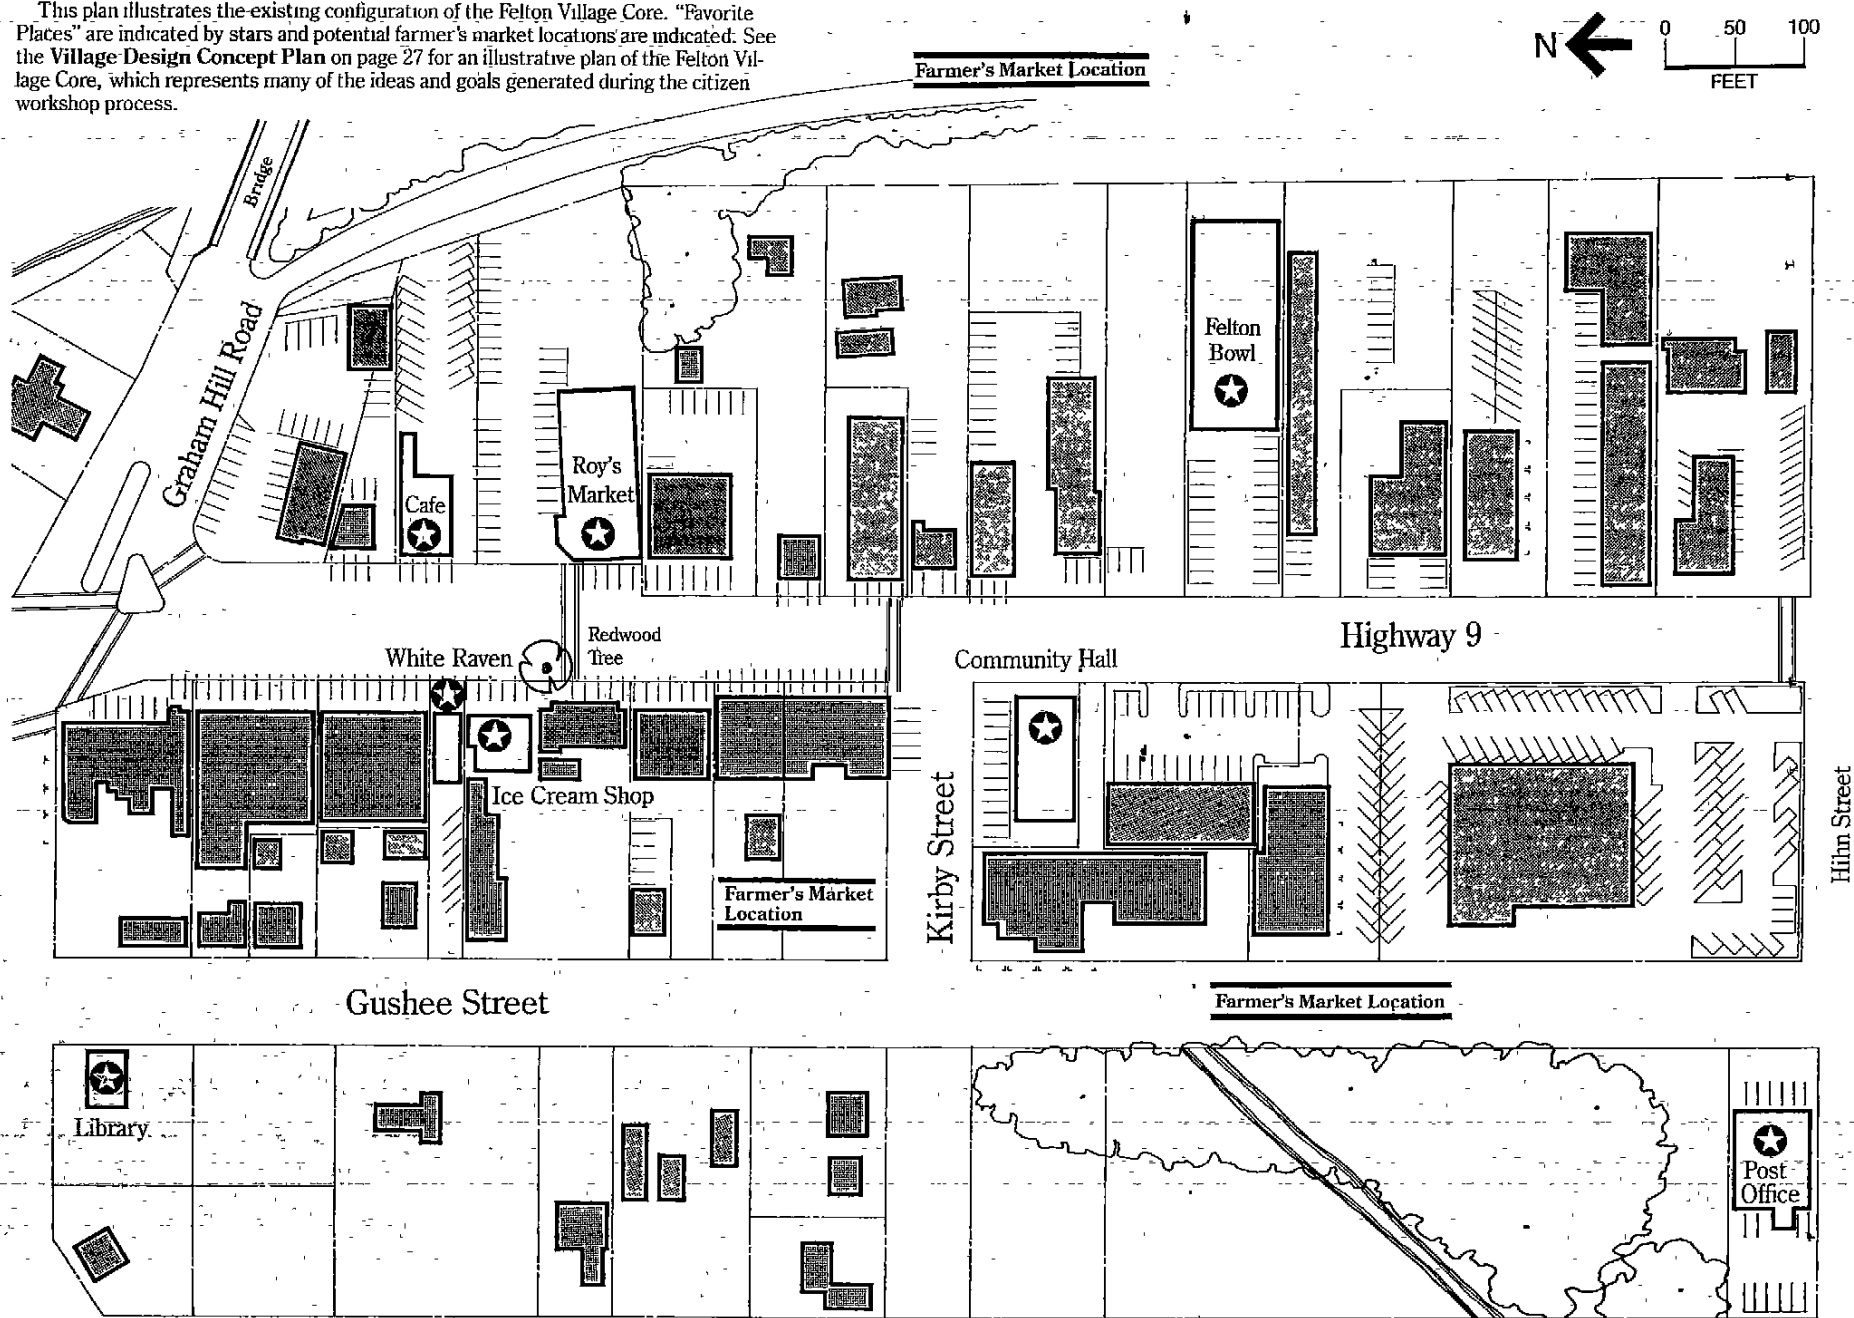 This plan illustrates the existing configuration of the Felton Village Core. "Favorite
Places" are indicated by stars and potential farmer's market locations are indicated. See
the Village Design Concept Plan on page 27 for an illustrative plan of the Felton Vil-
lage Core, which represents many of the ideas and goals generated during the citizen
workshop process.
Farmer's Market Location
N
0 50 100
FEET
Bridge
Graham Hill Road
Felton
Bowl
Roy's
Market
Cafe
Redwood
Tree
White Raven
Highway 9
Community Hall
Ice Cream Shop
Kirby Street
Hihn Street
Farmer's Market
Location
Gushee Street
Farmer's Market Location
Library
Post
Office